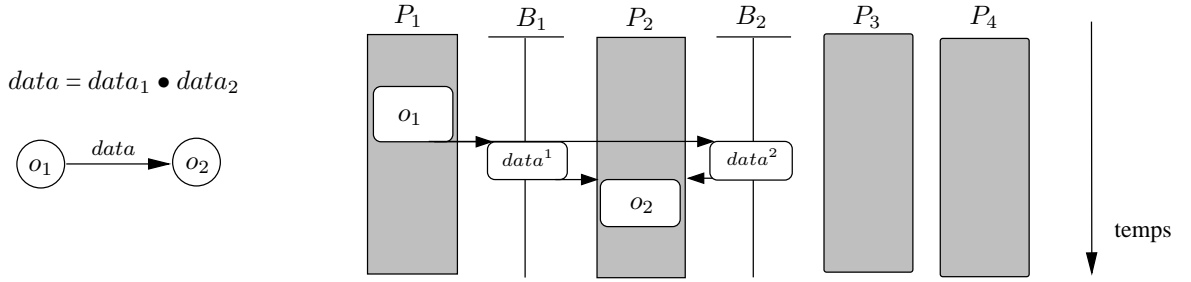 P₁ B₁ P₂ B₂ P₃ P₄
data = data₁ • data₂
o₁
data
o₁ o₂
data¹ data²
o₂
temps